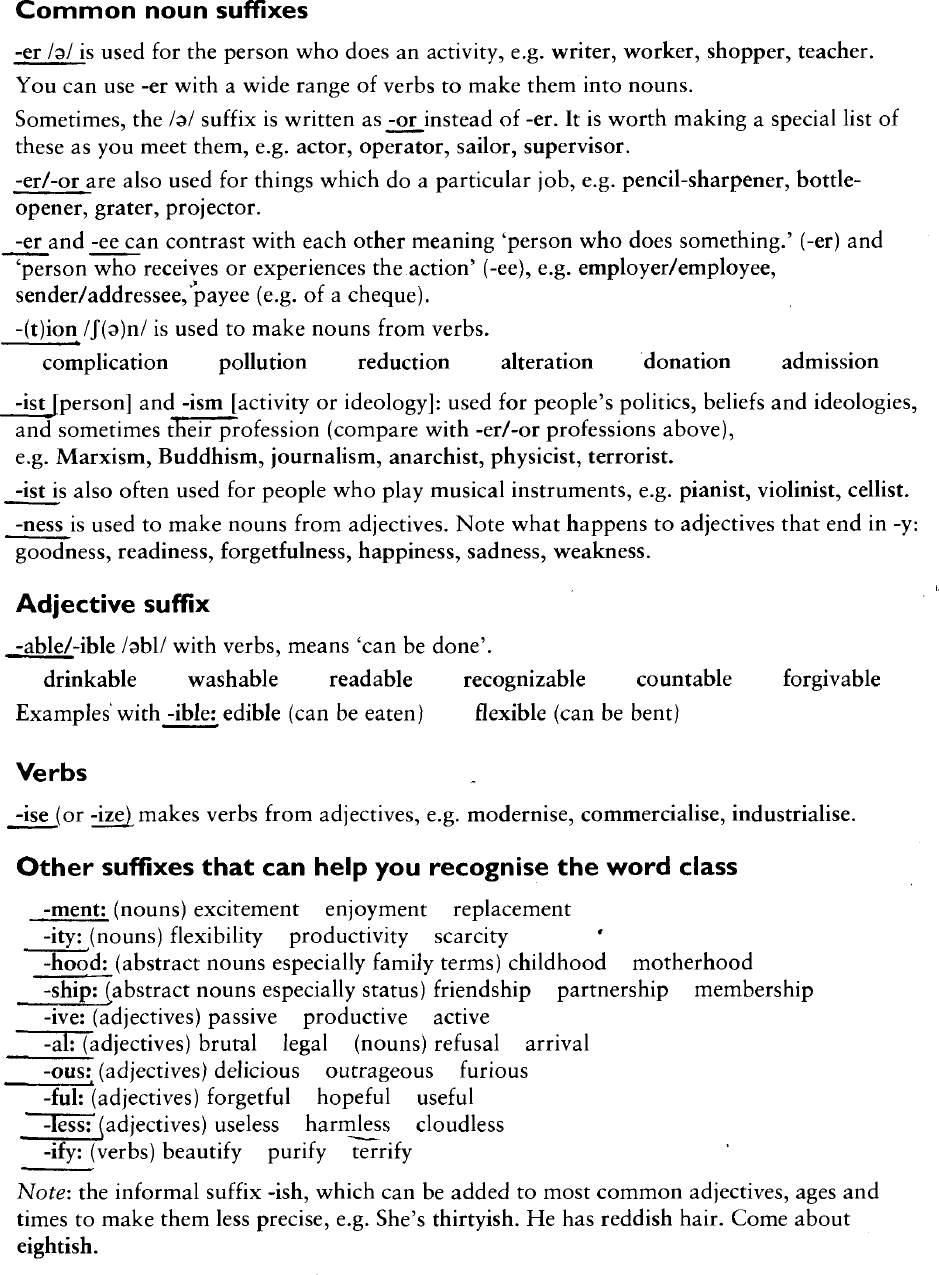 Common noun suffixes
-er /ə/ is used for the person who does an activity, e.g. writer, worker, shopper, teacher.
You can use -er with a wide range of verbs to make them into nouns.
Sometimes, the /ə/ suffix is written as -or instead of -er. It is worth making a special list of
these as you meet them, e.g. actor, operator, sailor, supervisor.
-er/-or are also used for things which do a particular job, e.g. pencil-sharpener, bottle-
opener, grater, projector.
-er and -ee can contrast with each other meaning ‘person who does something.’ (-er) and
‘person who receives or experiences the action’ (-ee), e.g. employer/employee,
sender/addressee, payee (e.g. of a cheque).
-(t)ion /ʃ(ə)n/ is used to make nouns from verbs.
complication pollution reduction alteration donation admission
-ist [person] and -ism [activity or ideology]: used for people’s politics, beliefs and ideologies,
and sometimes their profession (compare with -er/-or professions above),
e.g. Marxism, Buddhism, journalism, anarchist, physicist, terrorist.
-ist is also often used for people who play musical instruments, e.g. pianist, violinist, cellist.
-ness is used to make nouns from adjectives. Note what happens to adjectives that end in -y:
goodness, readiness, forgetfulness, happiness, sadness, weakness.
Adjective suffix
-able/-ible /əbl/ with verbs, means ‘can be done’.
drinkable washable readable recognizable countable forgivable
Examples with -ible: edible (can be eaten) flexible (can be bent)
Verbs
-ise (or -ize) makes verbs from adjectives, e.g. modernise, commercialise, industrialise.
Other suffixes that can help you recognise the word class
-ment: (nouns) excitement enjoyment replacement
-ity: (nouns) flexibility productivity scarcity
-hood: (abstract nouns especially family terms) childhood motherhood
-ship: (abstract nouns especially status) friendship partnership membership
-ive: (adjectives) passive productive active
-al: (adjectives) brutal legal (nouns) refusal arrival
-ous: (adjectives) delicious outrageous furious
-ful: (adjectives) forgetful hopeful useful
-less: (adjectives) useless harmless cloudless
-ify: (verbs) beautify purify terrify
Note: the informal suffix -ish, which can be added to most common adjectives, ages and
times to make them less precise, e.g. She’s thirtyish. He has reddish hair. Come about
eightish.